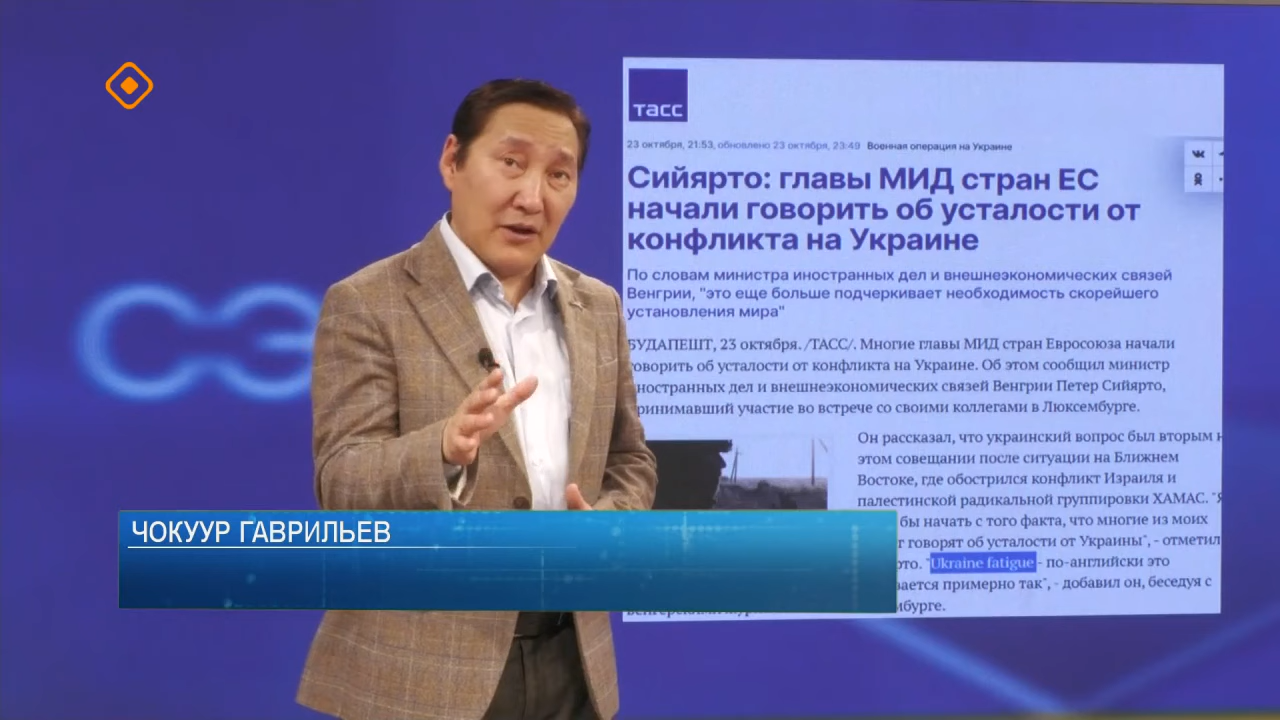 СЭ
тасс
23 октября, 21:53, обновлено 23 октября, 23:49 Военная операция на Украине
Сийярто: главы МИД стран ЕС
начали говорить об усталости от
конфликта на Украине
По словам министра иностранных дел и внешнеэкономических связей
Венгрии, "это еще больше подчеркивает необходимость скорейшего
установления мира"
БУДАПЕШТ, 23 октября. /ТАСС/. Многие главы МИД стран Евросоюза начали
говорить об усталости от конфликта на Украине. Об этом сообщил министр
иностранных дел и внешнеэкономических связей Венгрии Петер Сийярто,
принимавший участие во встрече со своими коллегами в Люксембурге.
Он рассказал, что украинский вопрос был вторым
этом совещании после ситуации на Ближнем
Востоке, где обострился конфликт Израиля и
палестинской радикальной группировки ХАМАС. "Я
бы начать с того факта, что многие из моих
говорят об усталости от Украины", - отметил
"Ukraine fatigue - по-английски это
примерно так", - добавил он, беседуя с
ЧОКУУР ГАВРИЛЬЕВ